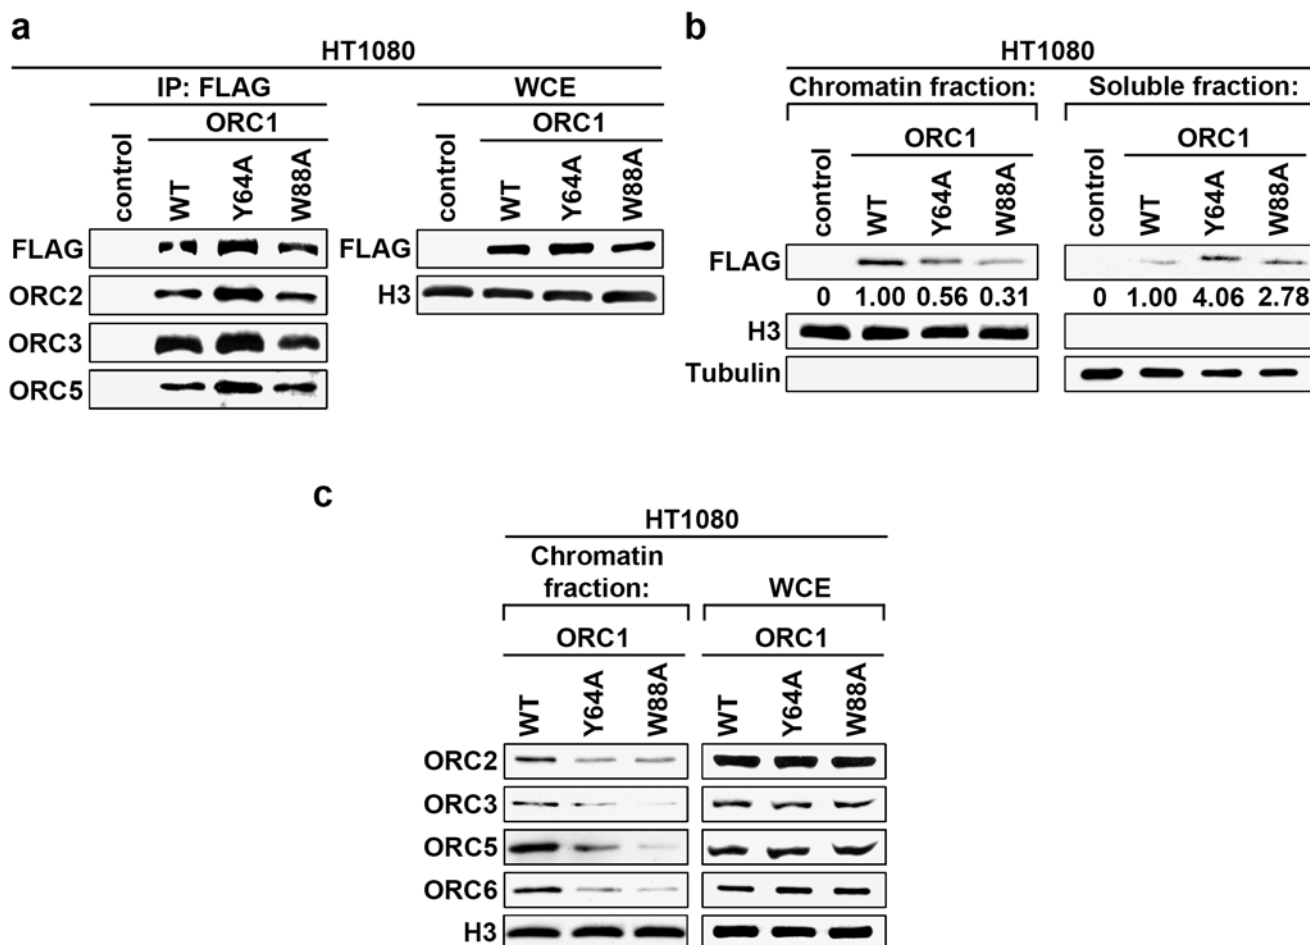 a
HT1080
IP: FLAG
WCE
ORC1
ORC1
control
WT
Y64A
W88A
control
WT
Y64A
W88A
FLAG
ORC2
ORC3
ORC5
FLAG
H3
b
HT1080
Chromatin fraction:
Soluble fraction:
ORC1
ORC1
control
WT
Y64A
W88A
control
WT
Y64A
W88A
FLAG
0 1.00 0.56 0.31
0 1.00 4.06 2.78
H3
Tubulin
c
HT1080
Chromatin
fraction:
WCE
ORC1
ORC1
WT
Y64A
W88A
WT
Y64A
W88A
ORC2
ORC3
ORC5
ORC6
H3